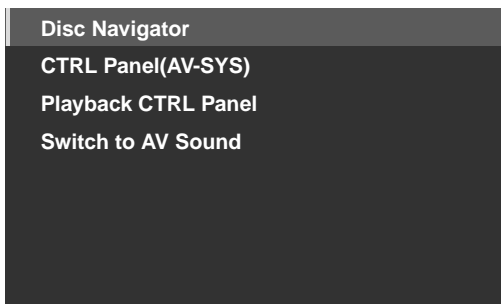 Disc Navigator
CTRL Panel(AV-SYS)
Playback CTRL Panel
Switch to AV Sound